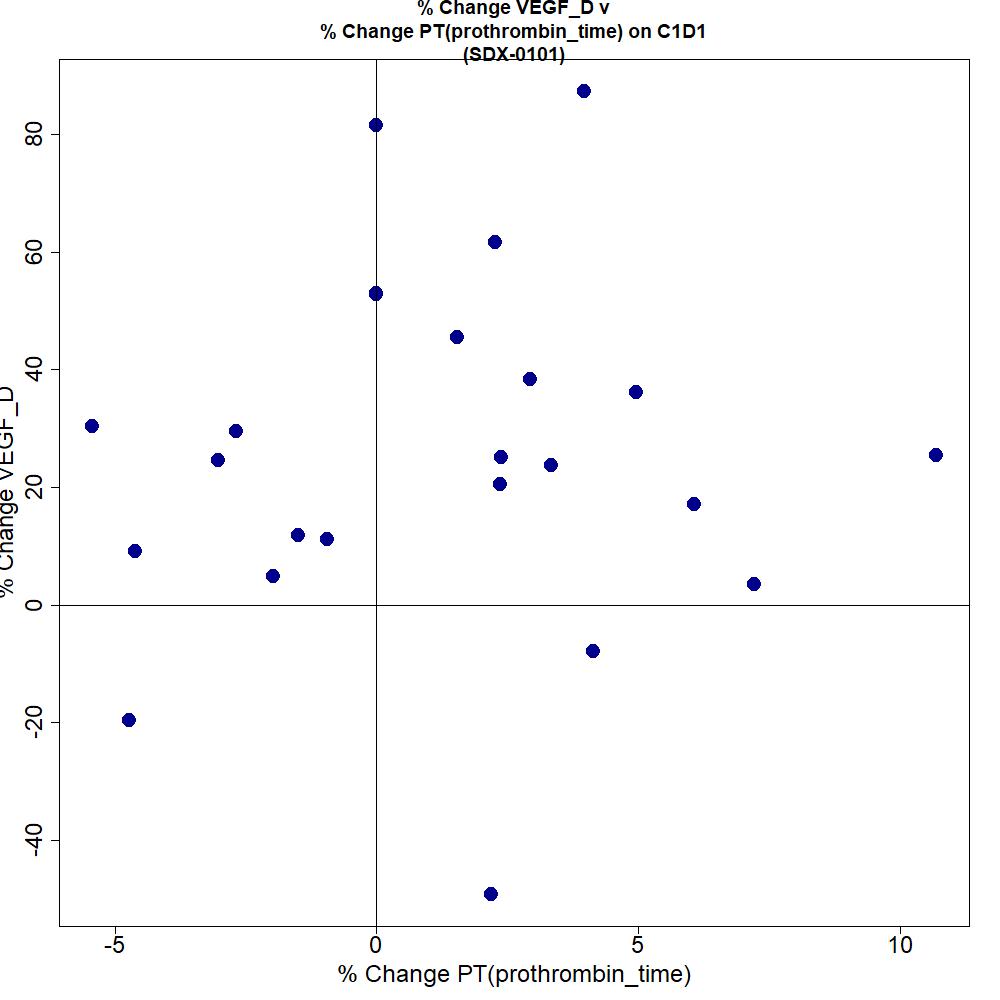 % Change VEGF_D v
% Change PT(prothrombin_time) on C1D1
(SDX-0101)
80
60
40
20
0
-20
-40
% Change VEGF_D
-5 0 5 10
% Change PT(prothrombin_time)